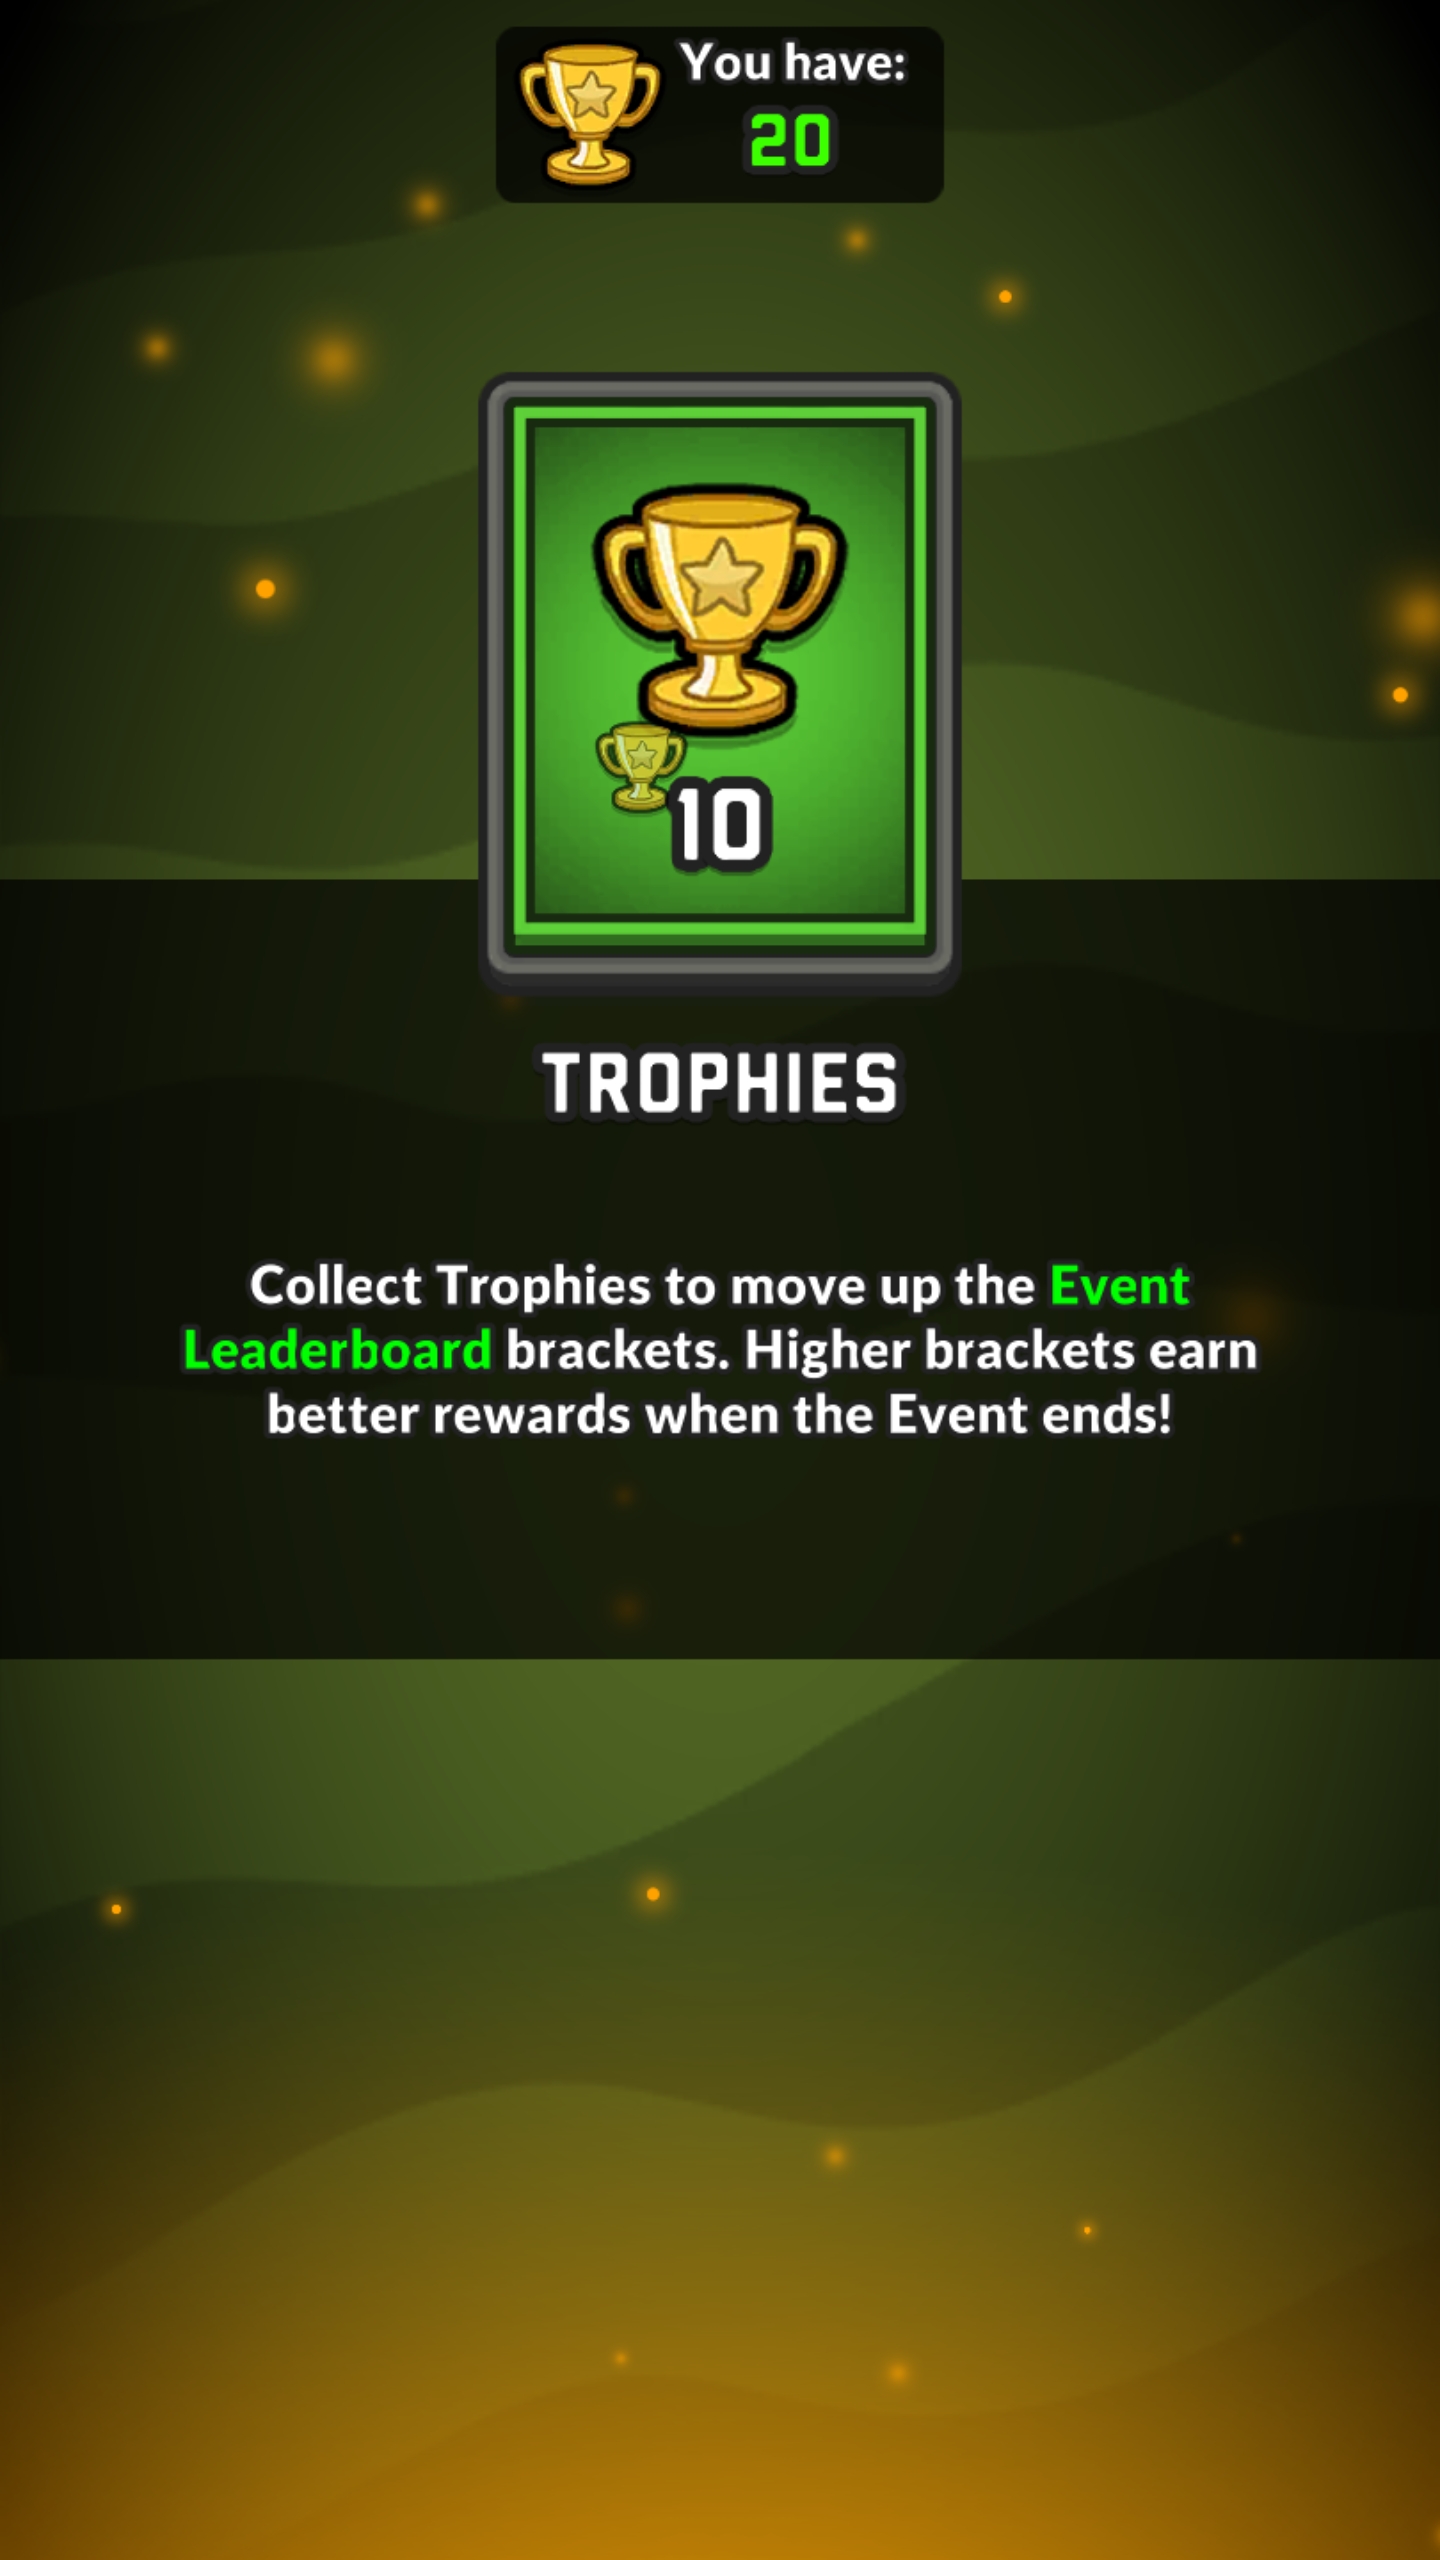 You have:
20
10
TROPHIES
Collect Trophies to move up the Event
Leaderboard brackets. Higher brackets earn
better rewards when the Event ends!